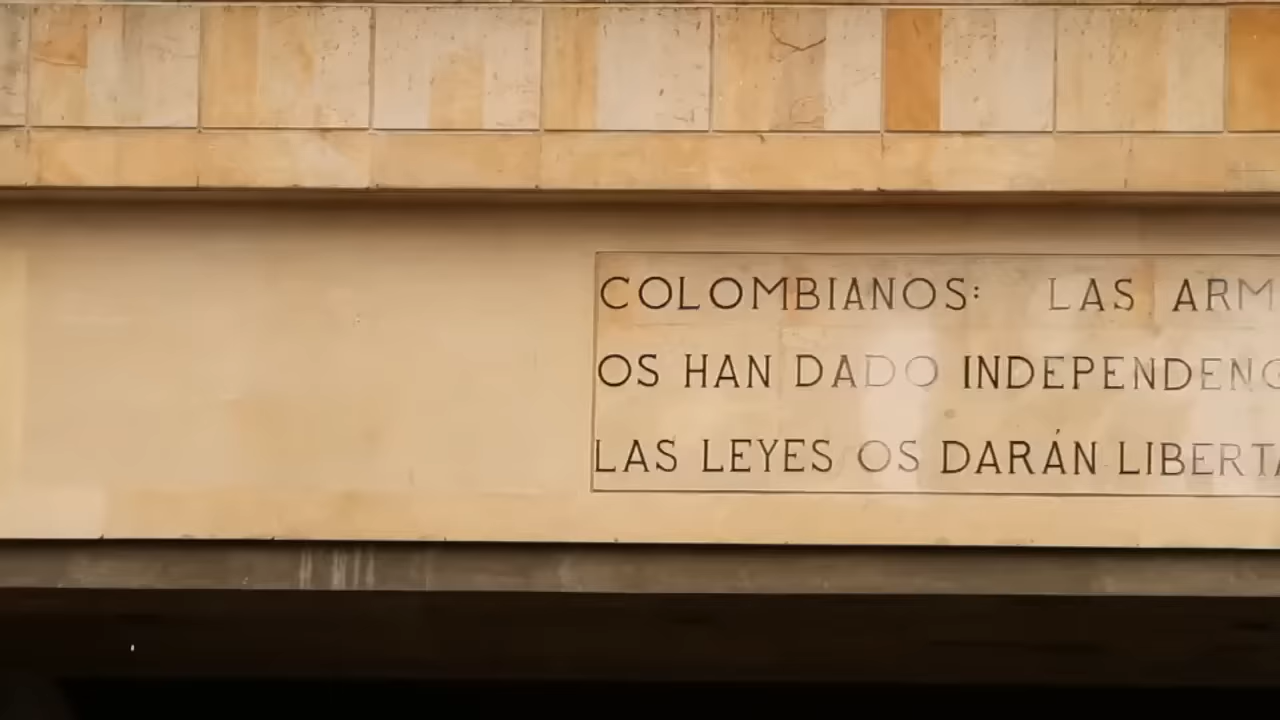 COLOMBIANOS: LAS ARM
OS HAN DADO INDEPENDENC
LAS LEYES OS DARÁN LIBERTA